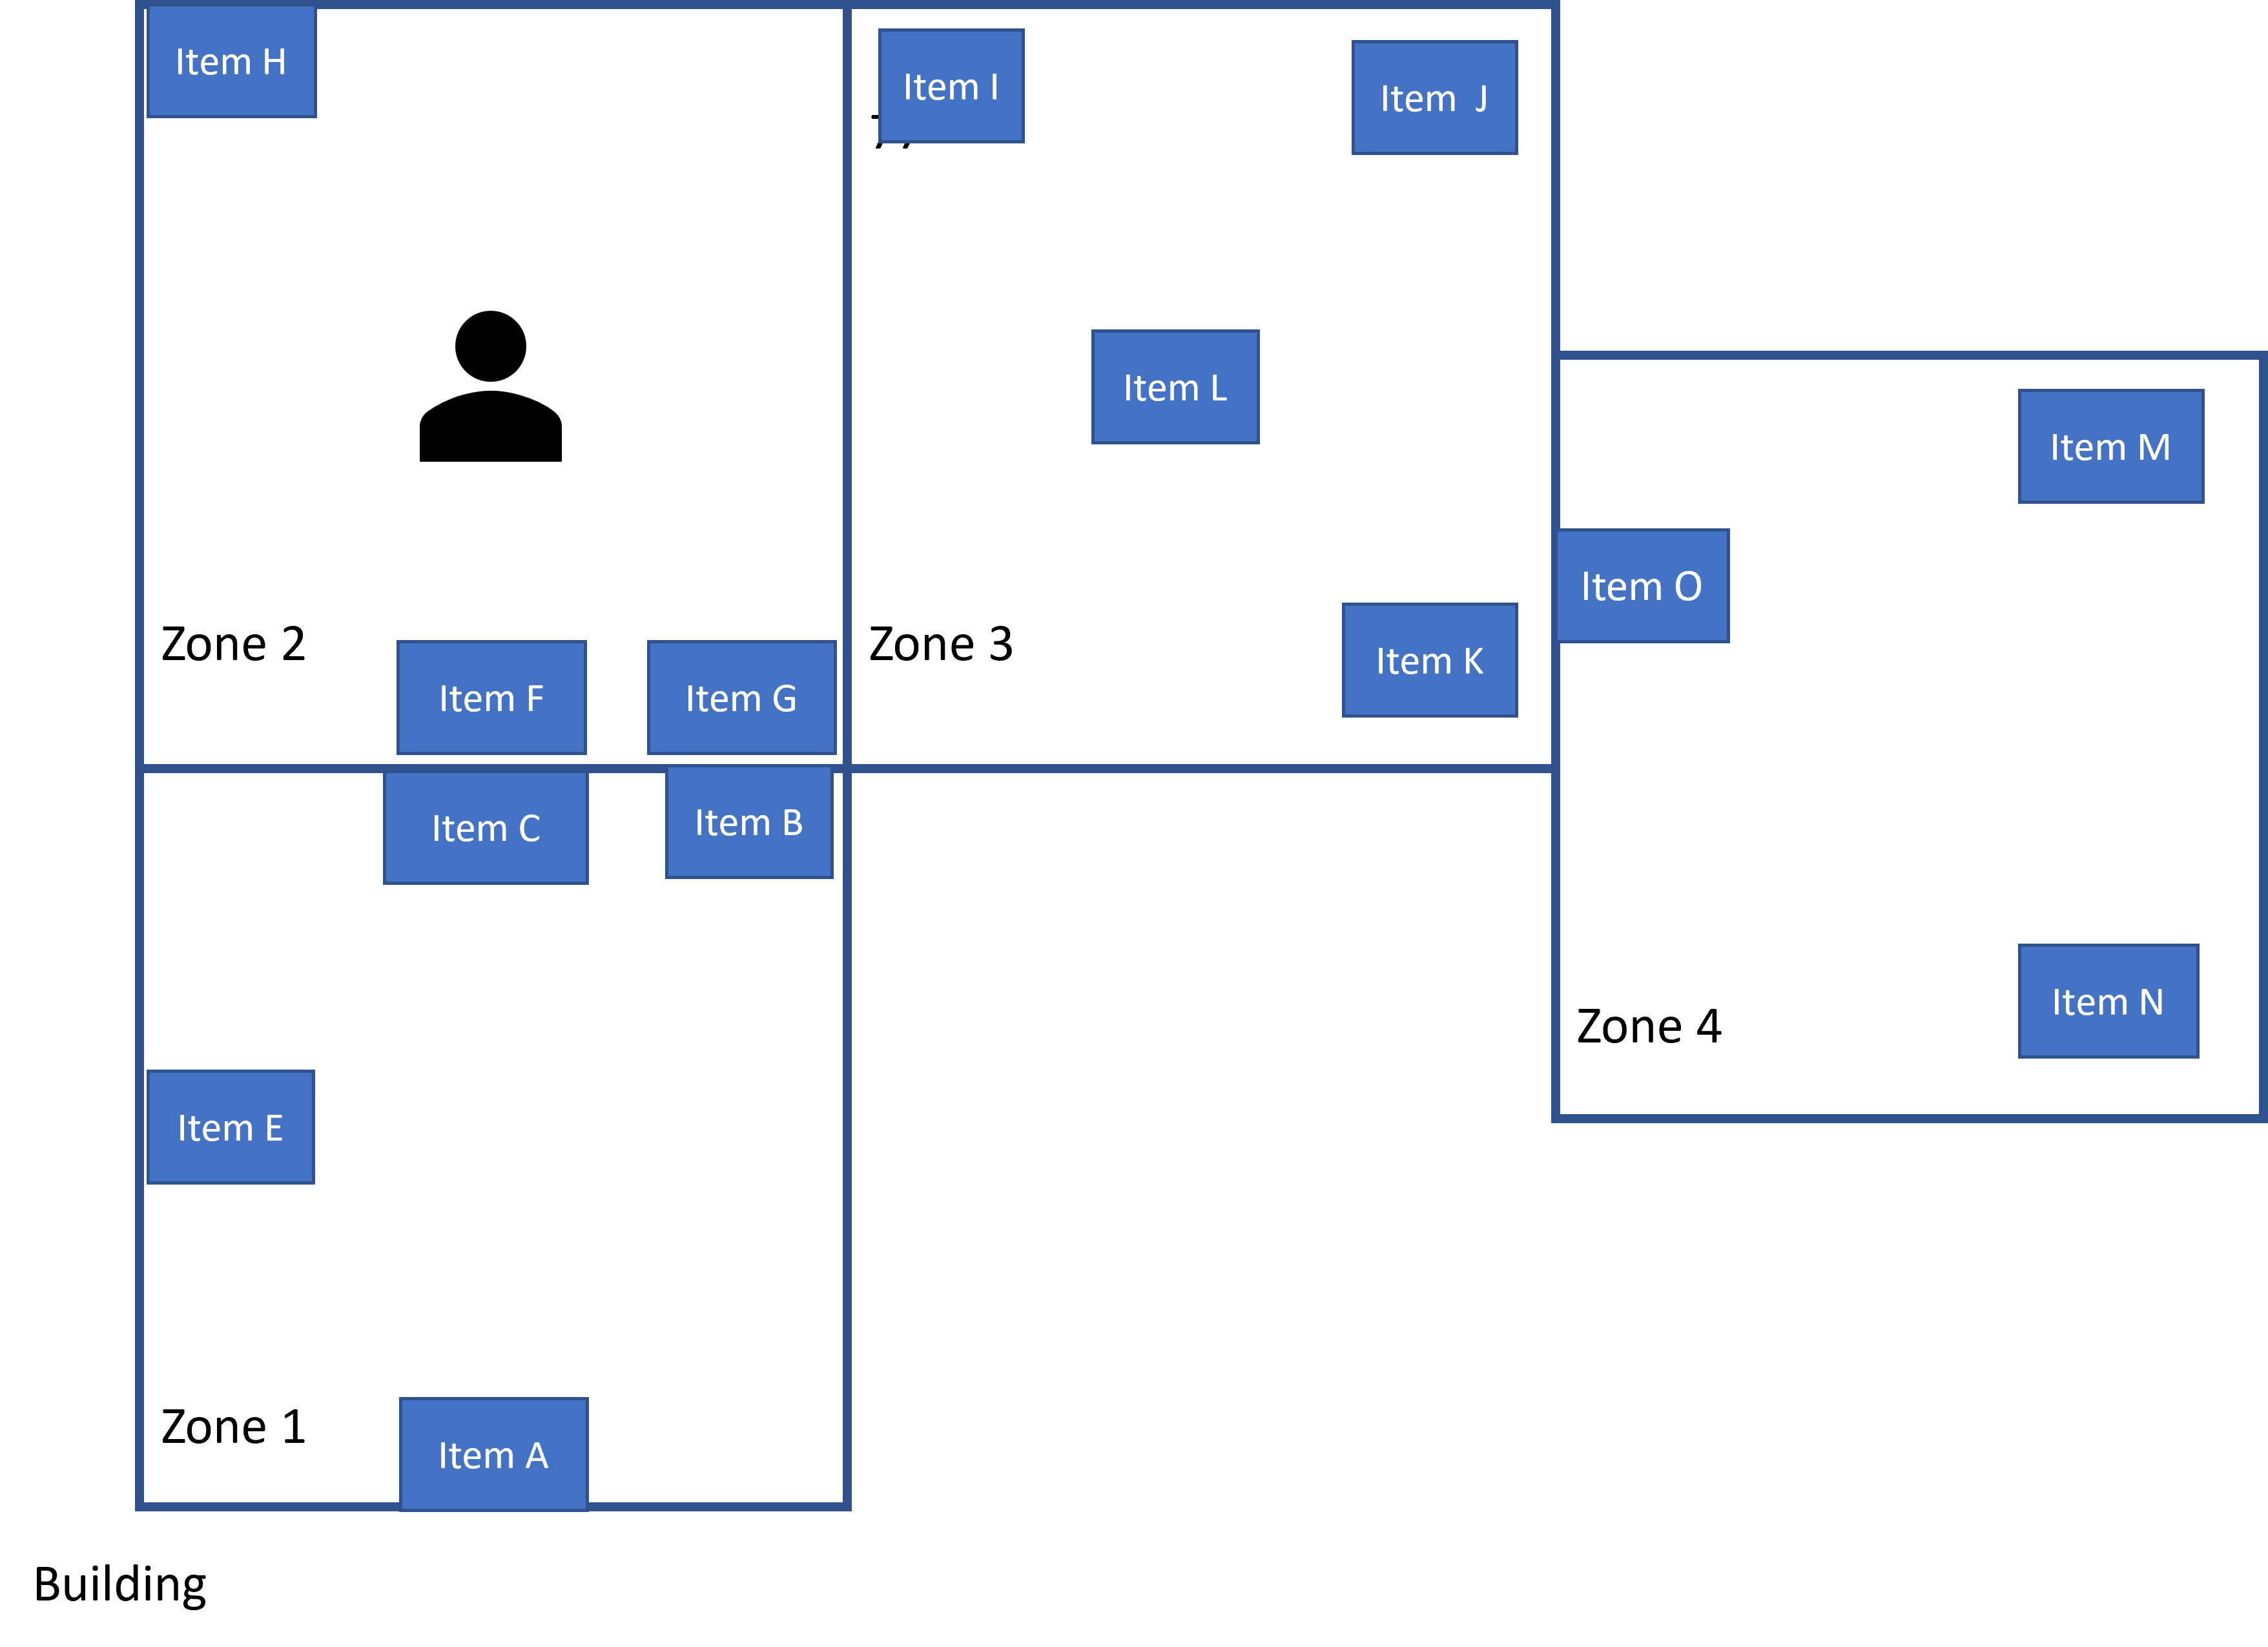 Item H
Item I
Item  J
Item L
Item M
Item O
Zone 2
Zone 3
Item K
Item F
Item G
Item C
Item B
Item N
Zone 4
Item E
Zone 1
Item A
Building